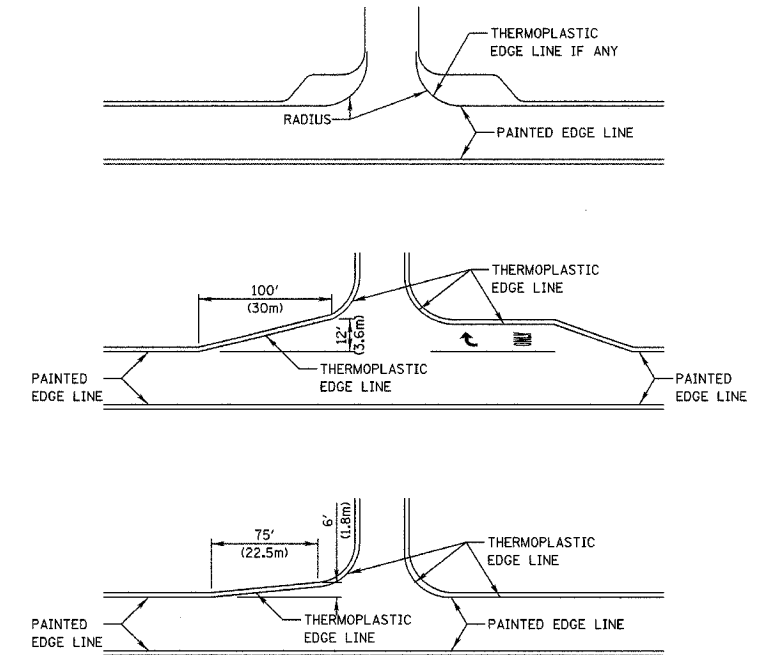 THERMOPLASTIC
EDGE LINE IF ANY
RADIUS
PAINTED EDGE LINE
100'
(30m)
12'
(3.6m)
THERMOPLASTIC
EDGE LINE
ONLY
THERMOPLASTIC
EDGE LINE
PAINTED
EDGE LINE
PAINTED
EDGE LINE
75'
(22.5m)
6'
(1.8m)
THERMOPLASTIC
EDGE LINE
THERMOPLASTIC
EDGE LINE
PAINTED
EDGE LINE
PAINTED EDGE LINE